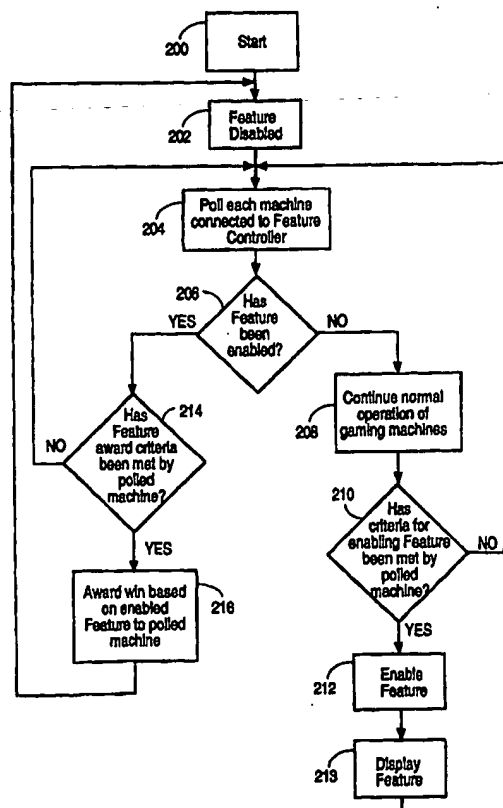 200
Start
202
Feature
Disabled
204
Poll each machine
connected to Feature
Controller
206
Has
Feature
been
enabled?
YES
NO
214
Has
Feature
award criteria
been met by
polled
machine?
NO
YES
216
Award win based
on enabled
Feature to polled
machine
208
Continue normal
operation of
gaming machines
210
Has
criteria for
enabling Feature
been met by
polled
machine?
NO
YES
212
Enable
Feature
213
Display
Feature